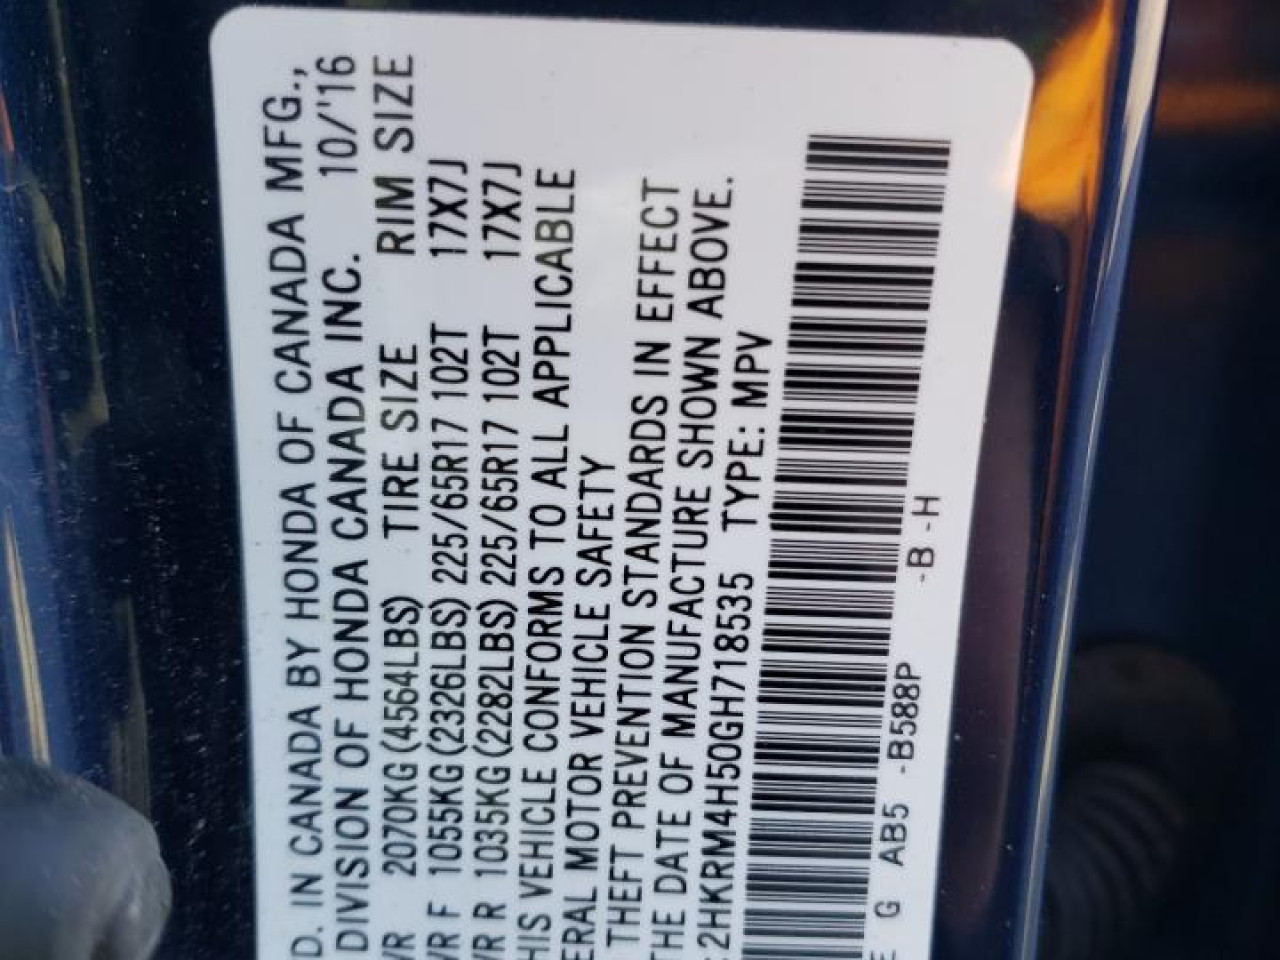 D. IN CANADA BY HONDA OF CANADA MFG.,
DIVISION OF HONDA CANADA INC. 10/'16
VR 2070KG(4564LBS) TIRE SIZE RIM SIZE
VR F 1055KG(2326LBS) 225/65R17 102T 17X7J
VR R 1035KG(2282LBS) 225/65R17 102T 17X7J
HIS VEHICLE CONFORMS TO ALL APPLICABLE
ERAL MOTOR VEHICLE SAFETY
THEFT PREVENTION STANDARDS IN EFFECT
THE DATE OF MANUFACTURE SHOWN ABOVE.
2HKRM4H50GH718535 TYPE: MPV
E G AB5 -B588P -B -H